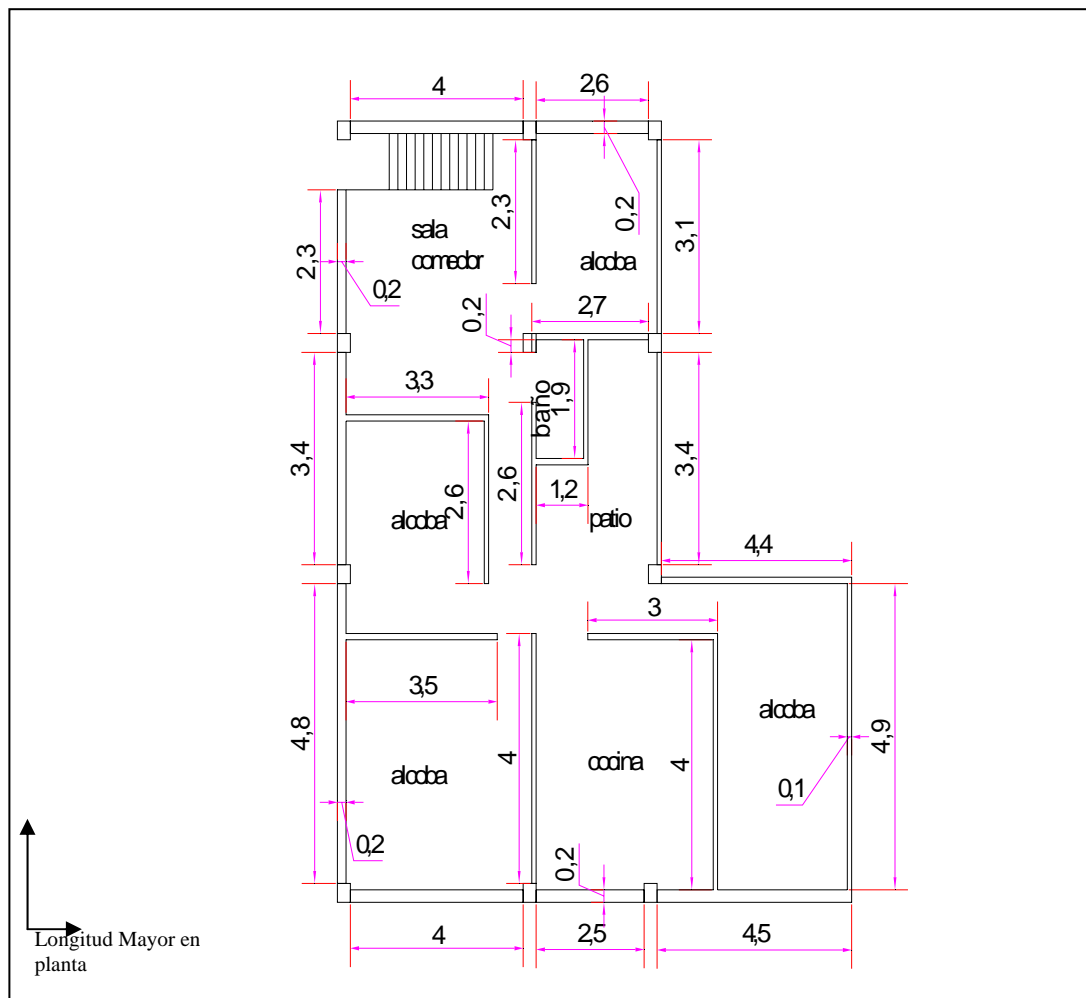 4
2,6
2,3
0,2
3,1
sala
comedor
alcoba
2,3
0,2
0,2
2,7
3,3
baño
1,9
3,4
2,6
alcoba
2,6
1,2
patio
3,4
4,4
3
3,5
4,8
alcoba
4
cocina
4
alcoba
4,9
0,1
0,2
0,2
Longitud Mayor en
planta
4
2,5
4,5